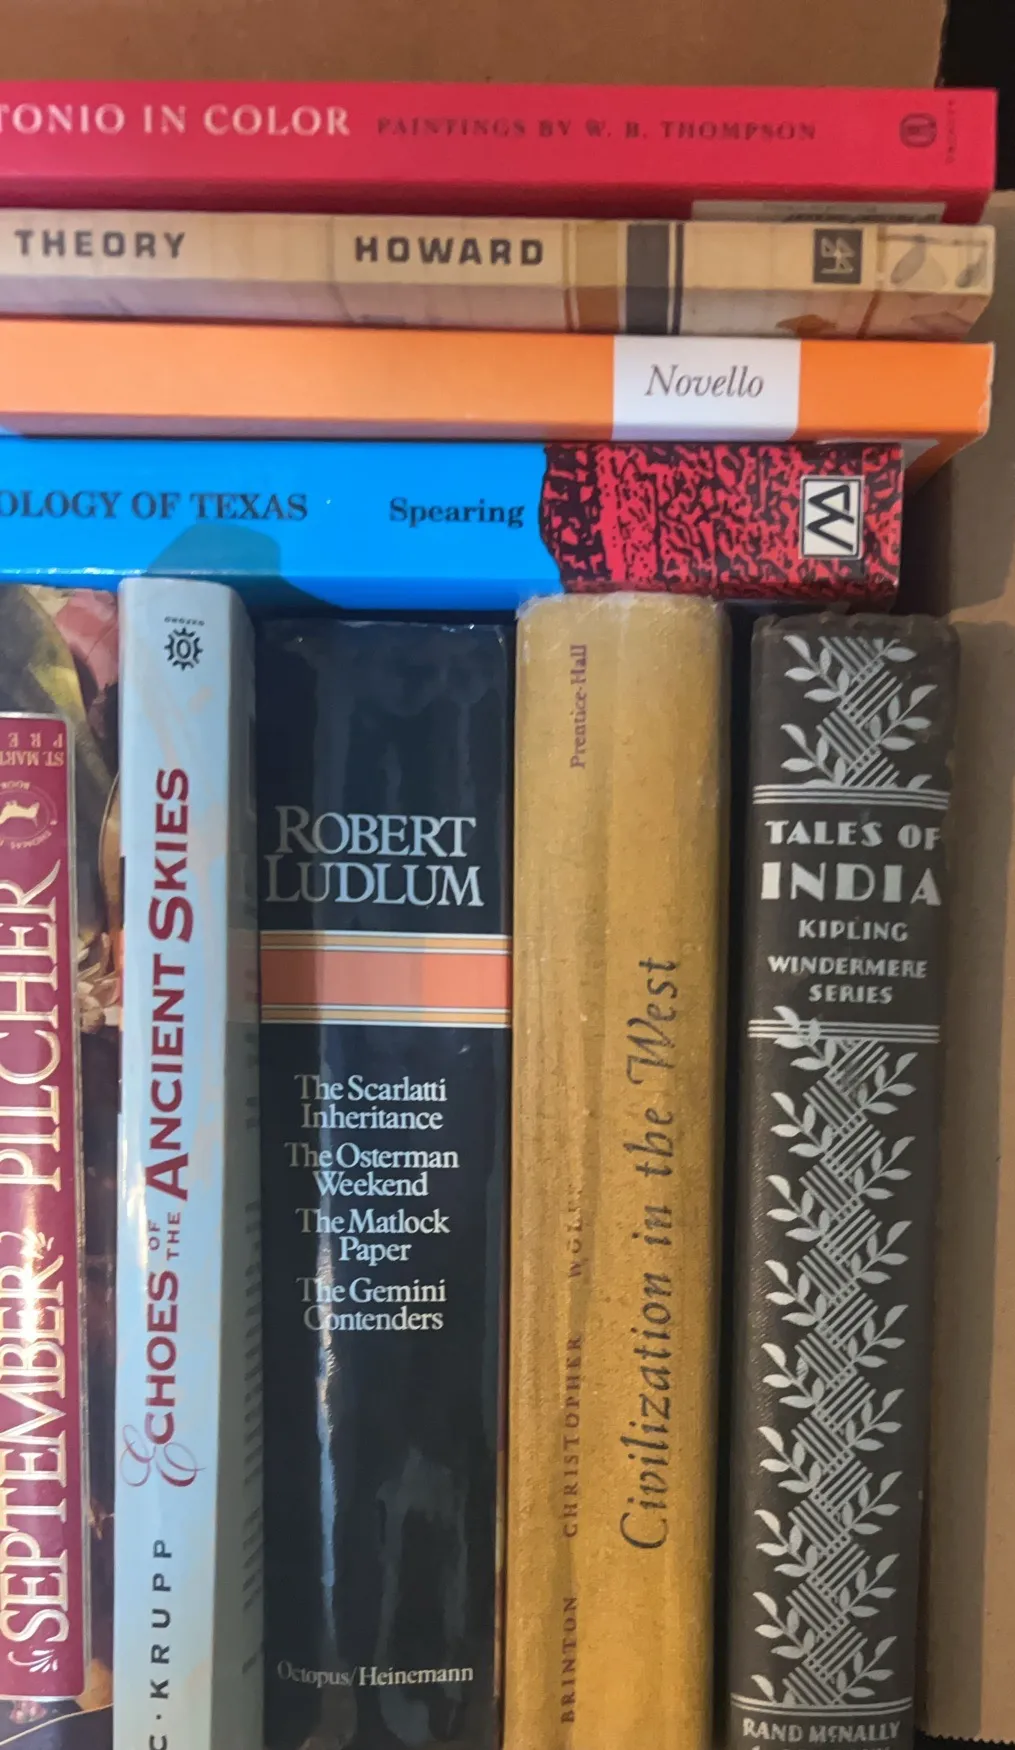 TONIO IN COLOR PAINTINGS BY W. B. THOMPSON
THEORY HOWARD
Novello
OLOGY OF TEXAS Spearing
SEPTEMBER PILCHER
ST. MART
P R E
C. KRUPP ECHOES OF THE ANCIENT SKIES
ROBERT
LUDLUM
The Scarlatti
Inheritance
The Osterman
Weekend
The Matlock
Paper
The Gemini
Contenders
Octopus/Heinemann
BRINTON CHRISTOPHER WOLFF Prentice-Hall
Civilization in the West
TALES OF
INDIA
KIPLING
WINDERMERE
SERIES
RAND McNALLY